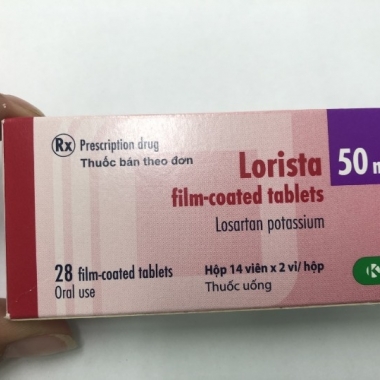 Rx Prescription drug
Thuốc bán theo đơn
Lorista 50
film-coated tablets
Losartan potassium
28 film-coated tablets
Oral use
Hộp 14 viên x 2 vỉ/ hộp
Thuốc uống